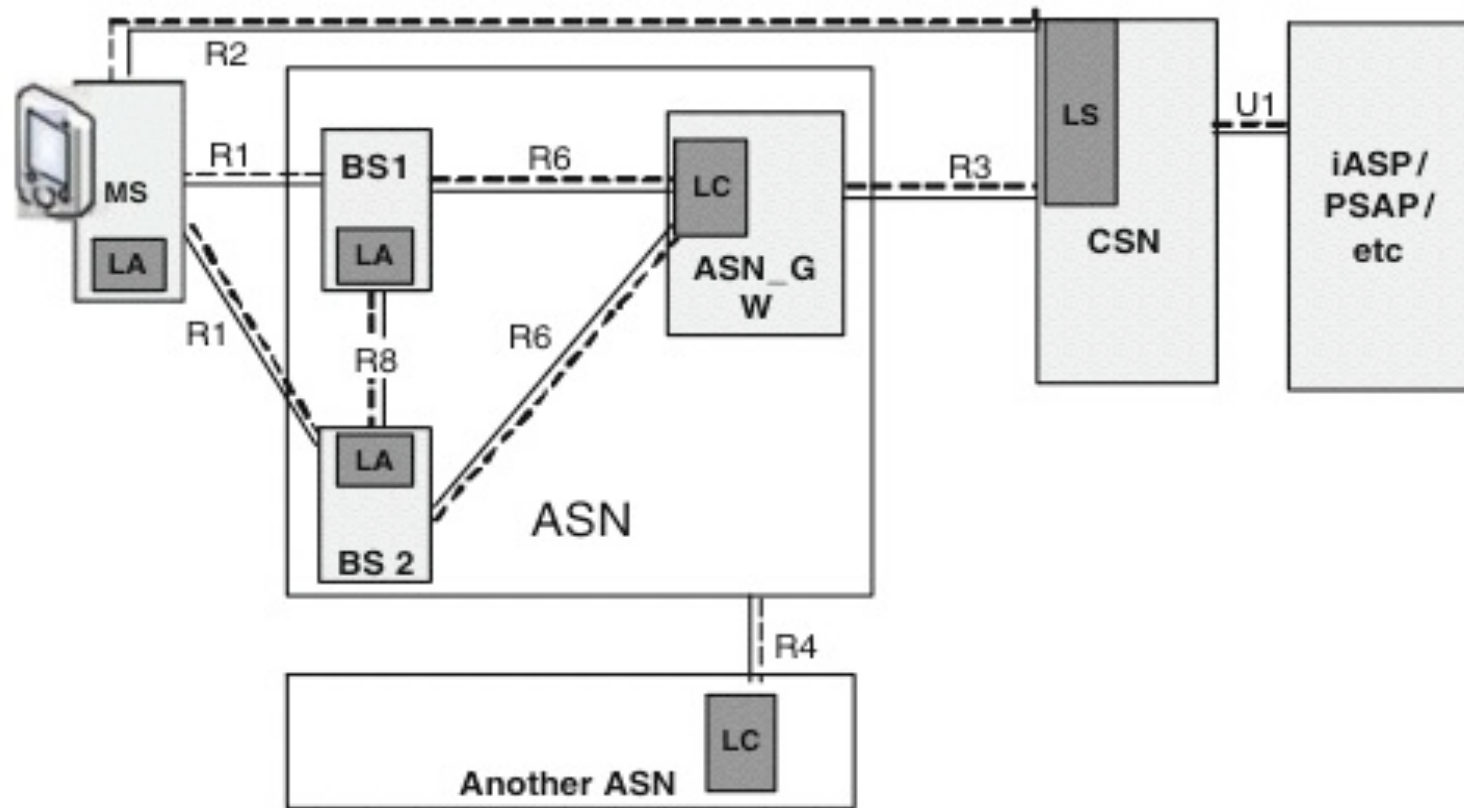 R2
R1
MS
LA
R1
BS1
LA
R8
LA
BS 2
R6
R6
LC
ASN_G
W
ASN
R3
LS
CSN
U1
iASP/
PSAP/
etc
R4
LC
Another ASN